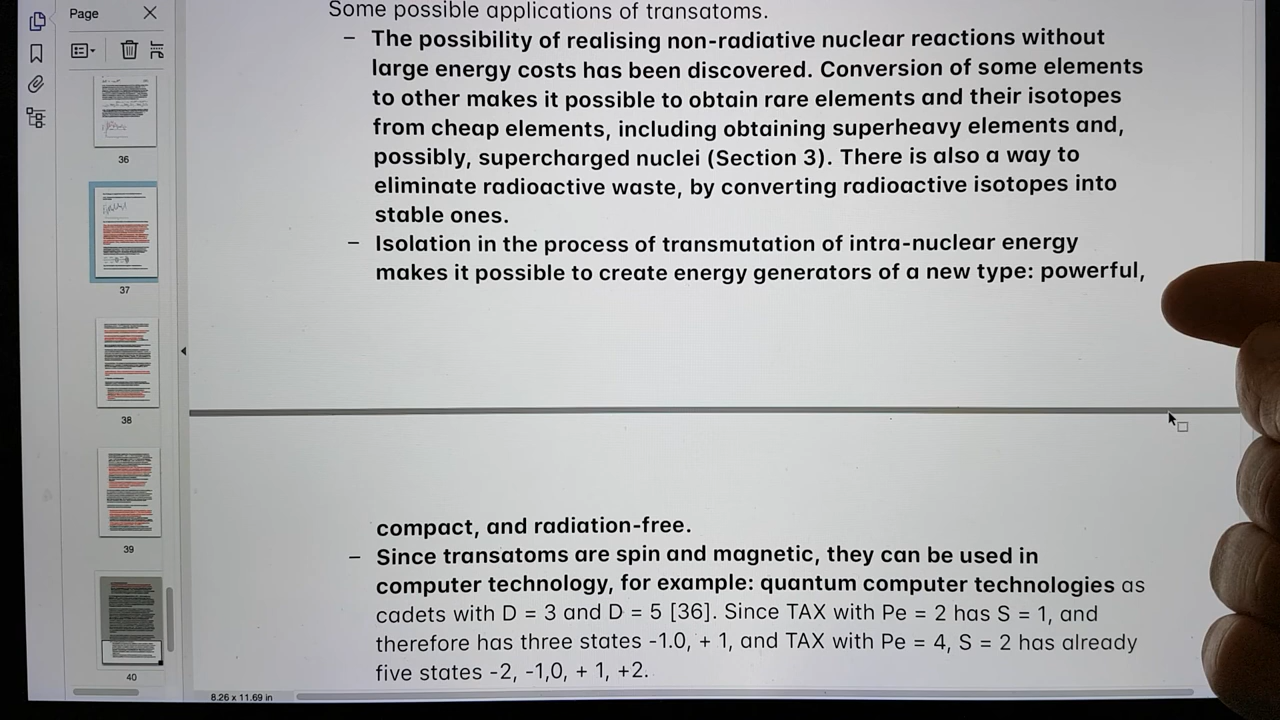 Page
36
37
38
39
40
8.26 x 11.69 in
Some possible applications of transatoms.
– The possibility of realising non-radiative nuclear reactions without
large energy costs has been discovered. Conversion of some elements
to other makes it possible to obtain rare elements and their isotopes
from cheap elements, including obtaining superheavy elements and,
possibly, supercharged nuclei (Section 3). There is also a way to
eliminate radioactive waste, by converting radioactive isotopes into
stable ones.
– Isolation in the process of transmutation of intra-nuclear energy
makes it possible to create energy generators of a new type: powerful,
compact, and radiation-free.
– Since transatoms are spin and magnetic, they can be used in
computer technology, for example: quantum computer technologies as
cadets with D = 3 and D = 5 [36]. Since TAX with Pe = 2 has S = 1, and
therefore has three states -1.0, + 1, and TAX with Pe = 4, S = 2 has already
five states -2, -1,0, + 1, +2.